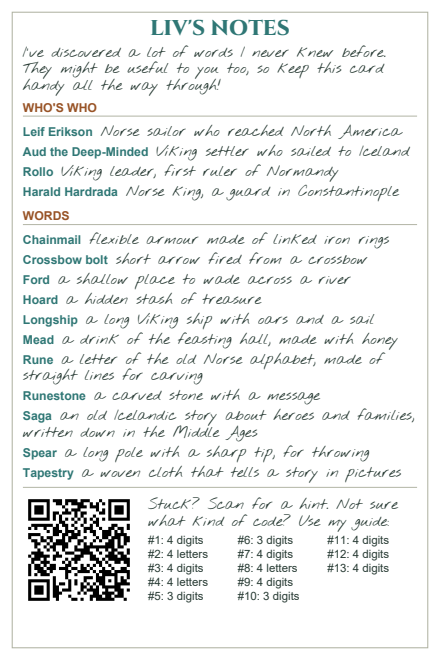 LIV'S NOTES
I've discovered a lot of words I never knew before.
They might be useful to you too, so keep this card
handy all the way through!
WHO'S WHO
Leif Erikson Norse sailor who reached North America
Aud the Deep-Minded Viking settler who sailed to Iceland
Rollo Viking leader, first ruler of Normandy
Harald Hardrada Norse king, a guard in Constantinople
WORDS
Chainmail flexible armour made of linked iron rings
Crossbow bolt short arrow fired from a crossbow
Ford a shallow place to wade across a river
Hoard a hidden stash of treasure
Longship a long Viking ship with oars and a sail
Mead a drink of the feasting hall, made with honey
Rune a letter of the old Norse alphabet, made of
straight lines for carving
Runestone a carved stone with a message
Saga an old Icelandic story about heroes and families,
written down in the Middle Ages
Spear a long pole with a sharp tip, for throwing
Tapestry a woven cloth that tells a story in pictures
Stuck? Scan for a hint. Not sure
what kind of code? Use my guide:
#1: 4 digits
#2: 4 letters
#3: 4 digits
#4: 4 letters
#5: 3 digits
#6: 3 digits
#7: 4 digits
#8: 4 letters
#9: 4 digits
#10: 3 digits
#11: 4 digits
#12: 4 digits
#13: 4 digits